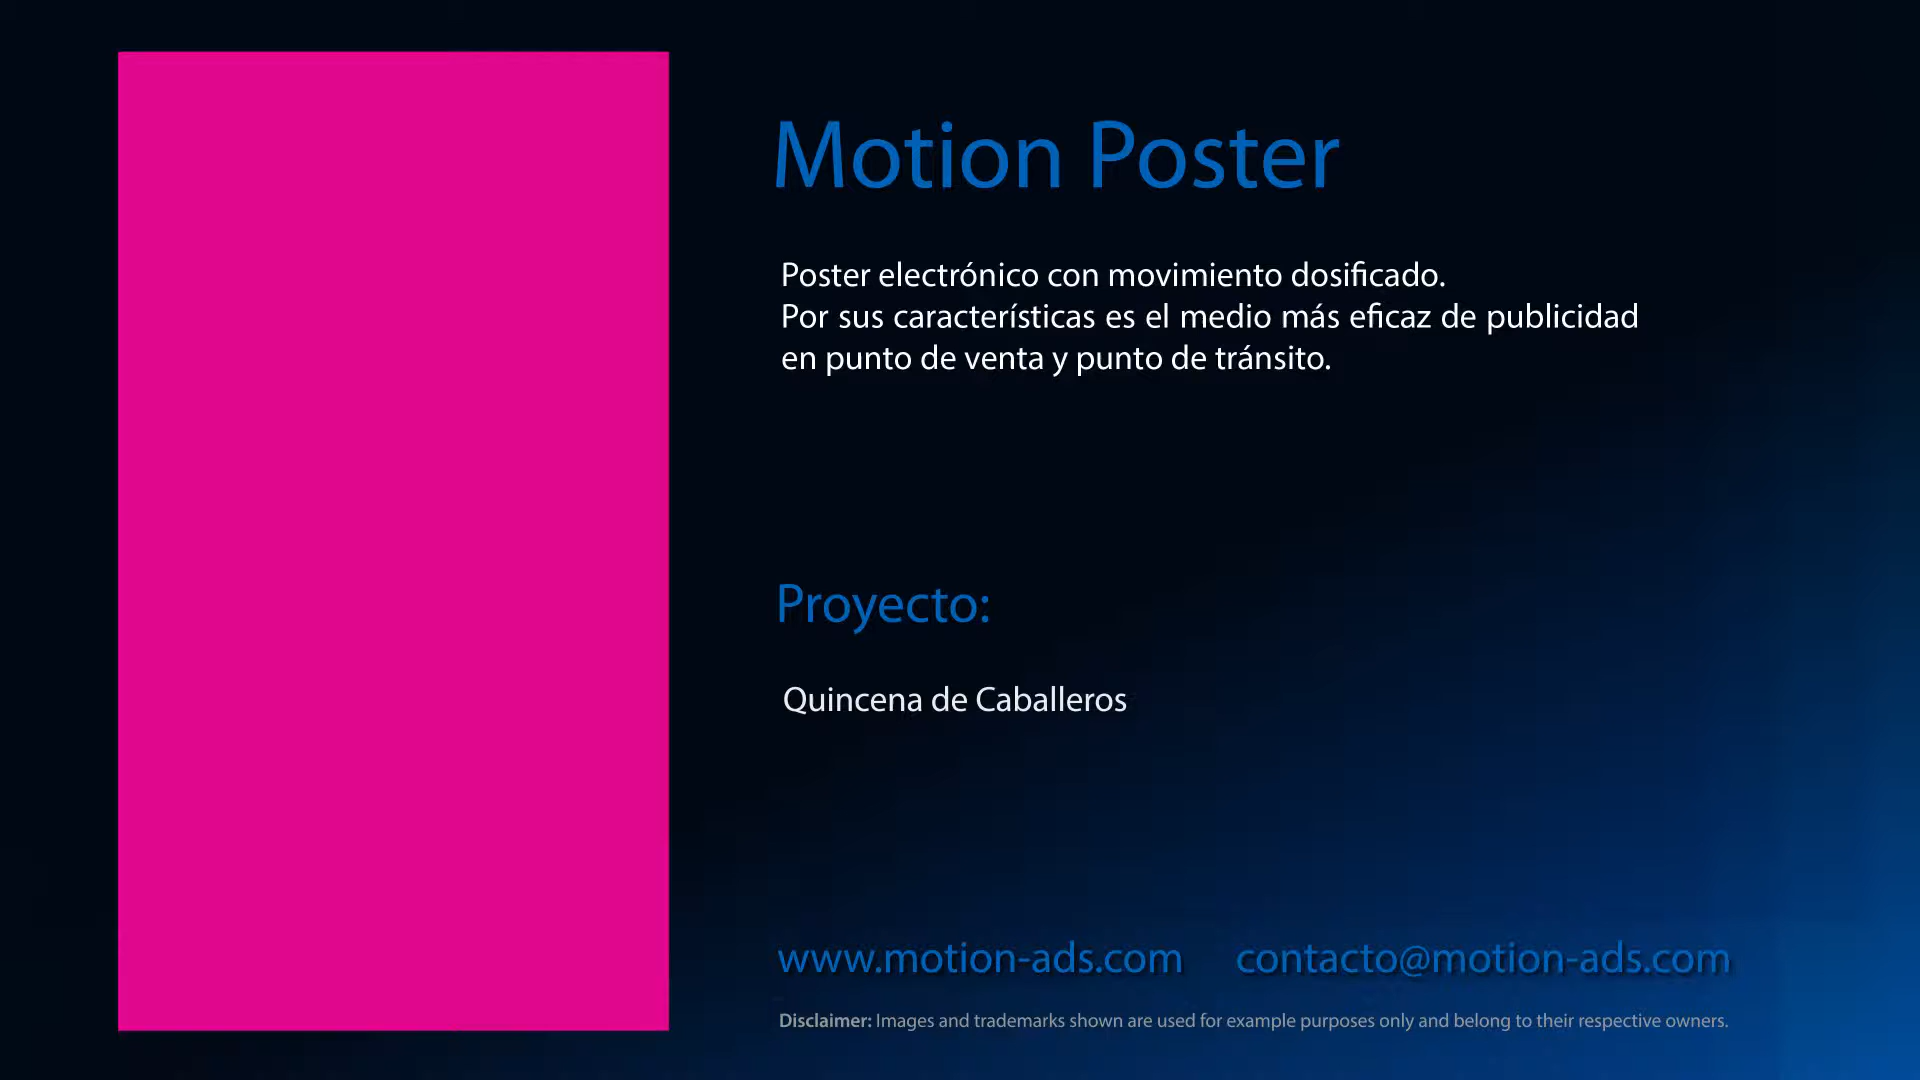 Motion Poster
Poster electrónico con movimiento dosificado.
Por sus características es el medio más eficaz de publicidad
en punto de venta y punto de tránsito.
Proyecto:
Quincena de Caballeros
www.motion-ads.com contacto@motion-ads.com
Disclaimer: Images and trademarks shown are used for example purposes only and belong to their respective owners.